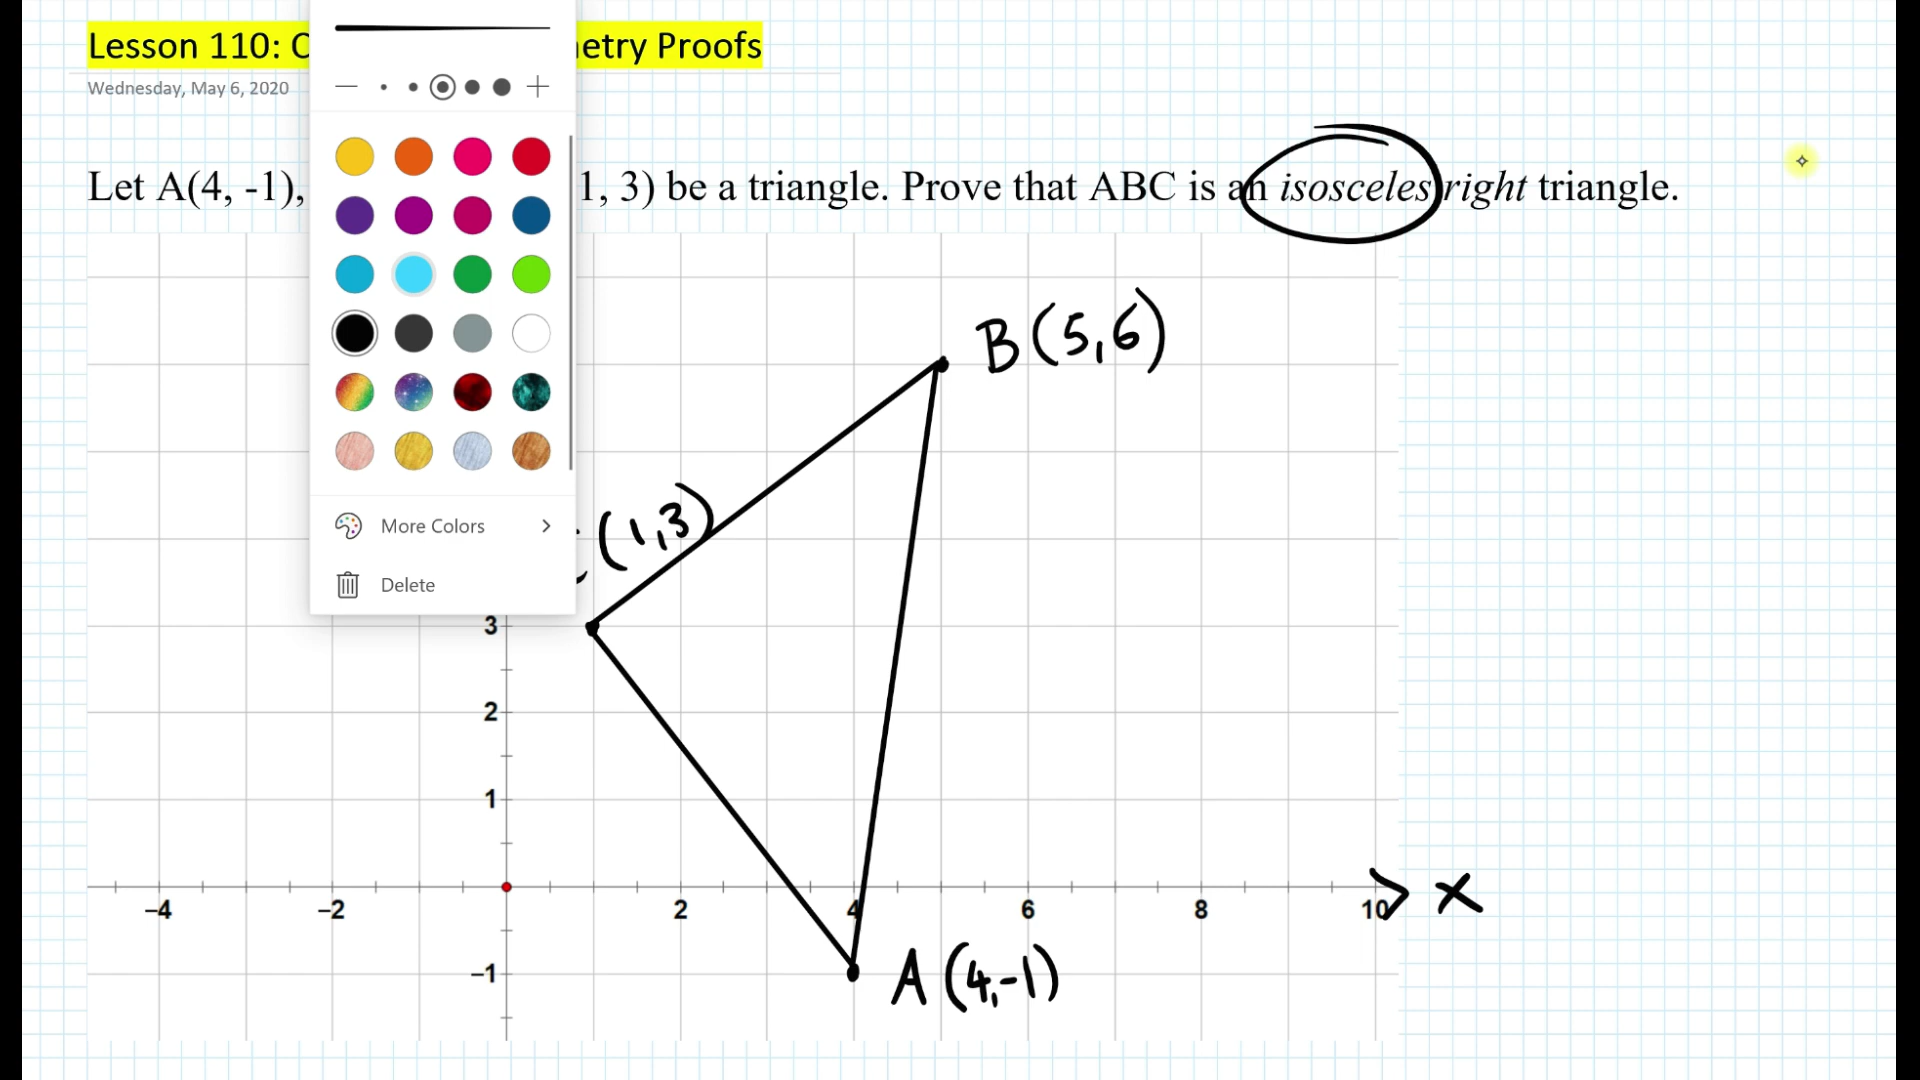 Lesson 110: etry Proofs
Wednesday, May 6, 2020
Let A(4, -1), 1, 3) be a triangle. Prove that ABC is an isosceles right triangle.
B(5,6)
(1,3)
More Colors
Delete
3
2
1
-4 -2 2 4 6 8 10 x
-1
A(4,-1)